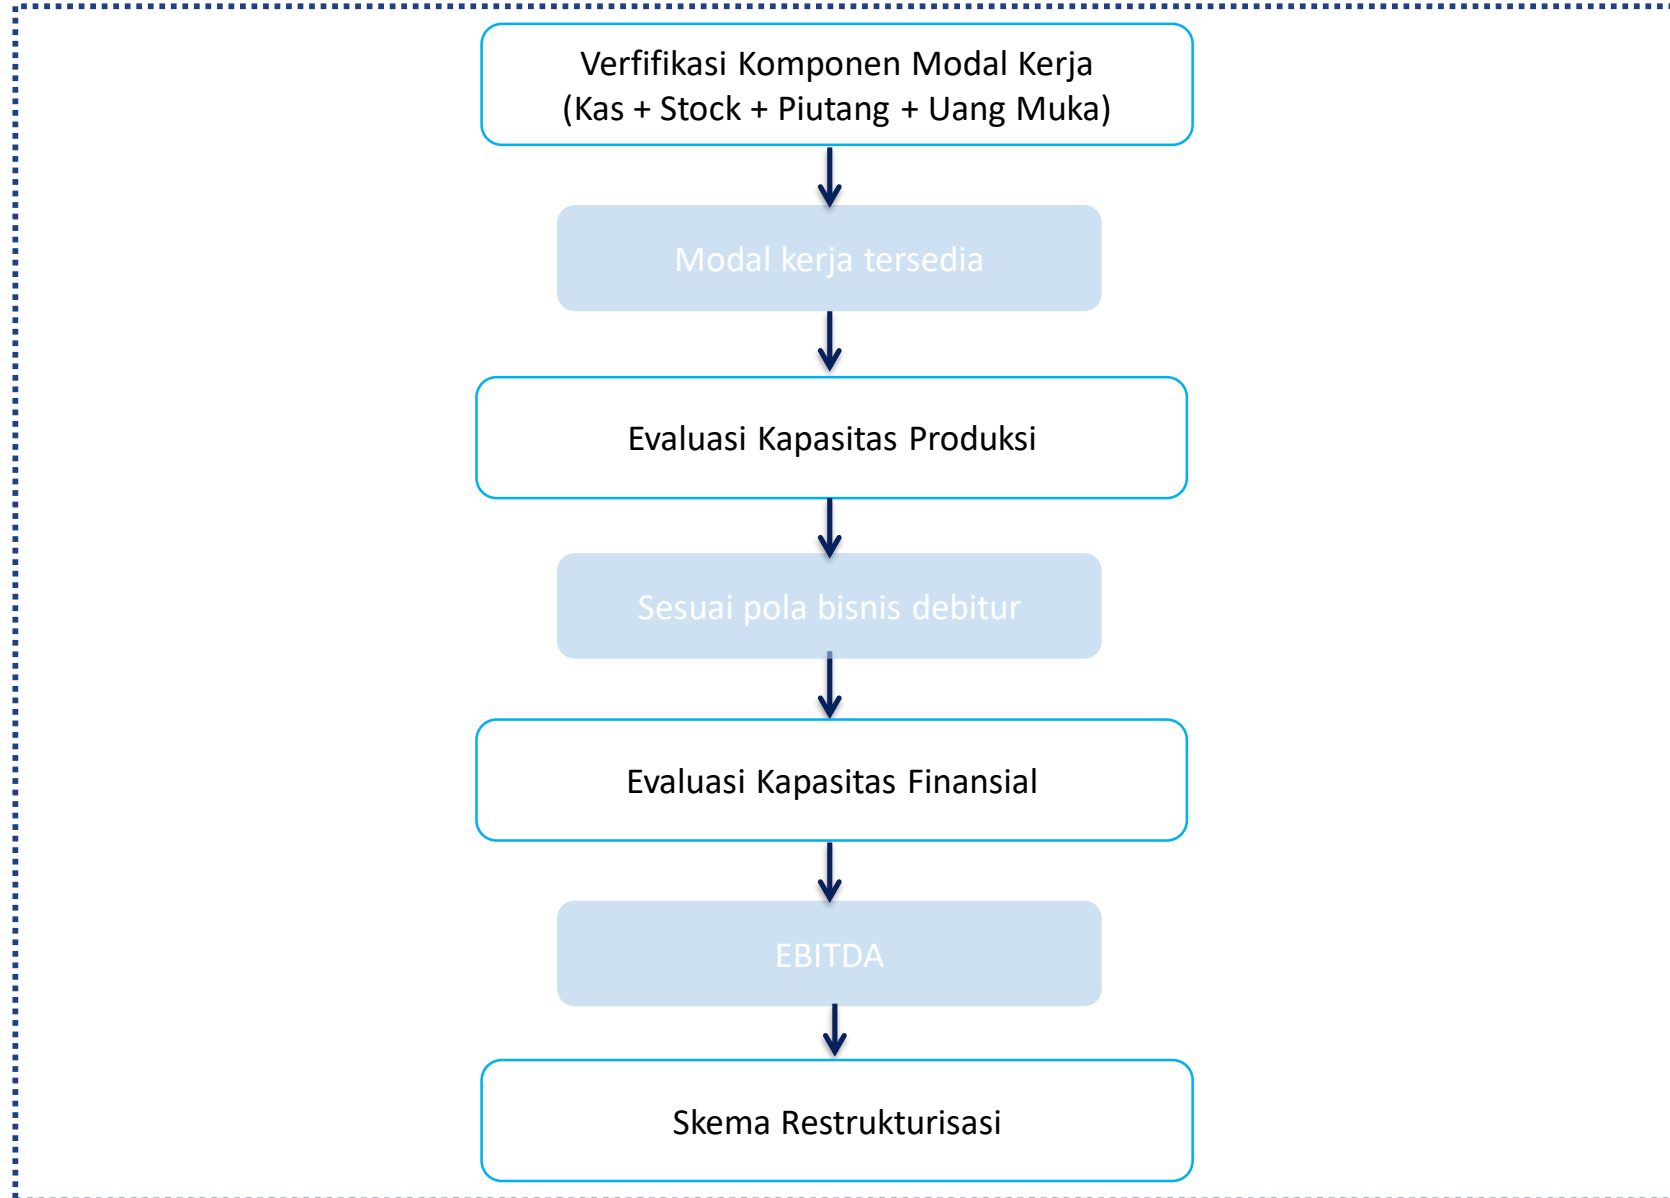 Verfifikasi Komponen Modal Kerja
(Kas + Stock + Piutang + Uang Muka)
Modal kerja tersedia
Evaluasi Kapasitas Produksi
Sesuai pola bisnis debitur
Evaluasi Kapasitas Finansial
EBITDA
Skema Restrukturisasi